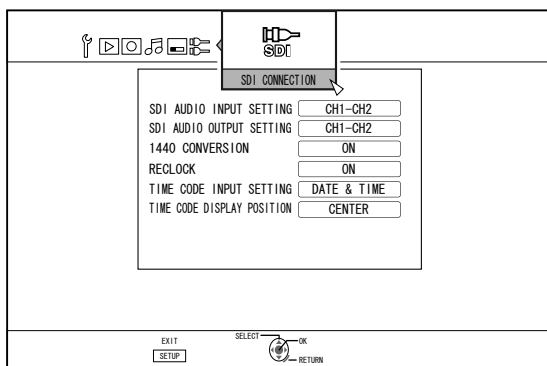 SDI
SDI CONNECTION
SDI AUDIO INPUT SETTING CH1-CH2
SDI AUDIO OUTPUT SETTING CH1-CH2
1440 CONVERSION ON
RECLOCK ON
TIME CODE INPUT SETTING DATE & TIME
TIME CODE DISPLAY POSITION CENTER
EXIT
SETUP
SELECT
OK
RETURN